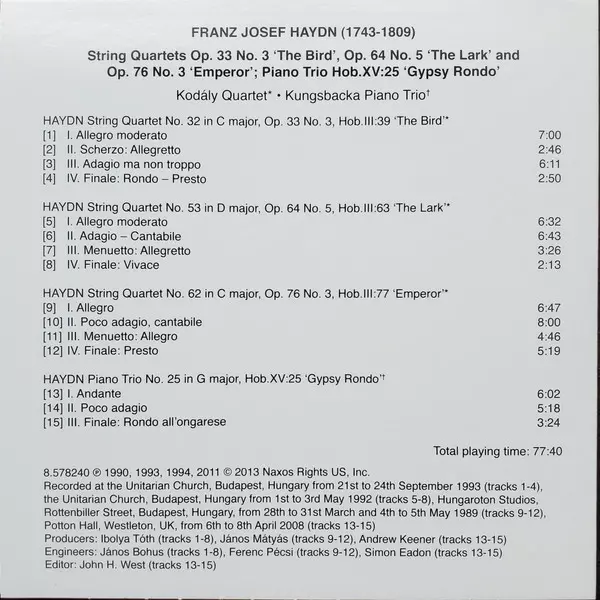 FRANZ JOSEF HAYDN (1743-1809)
String Quartets Op. 33 No. 3 ‘The Bird’, Op. 64 No. 5 ‘The Lark’ and
Op. 76 No. 3 ‘Emperor’; Piano Trio Hob.XV:25 ‘Gypsy Rondo’
Kodály Quartet* • Kungsbacka Piano Trio†
HAYDN String Quartet No. 32 in C major, Op. 33 No. 3, Hob.III:39 ‘The Bird’*
[1] I. Allegro moderato 7:00
[2] II. Scherzo: Allegretto 2:46
[3] III. Adagio ma non troppo 6:11
[4] IV. Finale: Rondo – Presto 2:50
HAYDN String Quartet No. 53 in D major, Op. 64 No. 5, Hob.III:63 ‘The Lark’*
[5] I. Allegro moderato 6:32
[6] II. Adagio – Cantabile 6:43
[7] III. Menuetto: Allegretto 3:26
[8] IV. Finale: Vivace 2:13
HAYDN String Quartet No. 62 in C major, Op. 76 No. 3, Hob.III:77 ‘Emperor’*
[9] I. Allegro 6:47
[10] II. Poco adagio, cantabile 8:00
[11] III. Menuetto: Allegro 4:46
[12] IV. Finale: Presto 5:19
HAYDN Piano Trio No. 25 in G major, Hob.XV:25 ‘Gypsy Rondo’†
[13] I. Andante 6:02
[14] II. Poco adagio 5:18
[15] III. Finale: Rondo all’ongarese 3:24
Total playing time: 77:40
8.578240 ℗ 1990, 1993, 1994, 2011 © 2013 Naxos Rights US, Inc.
Recorded at the Unitarian Church, Budapest, Hungary from 21st to 24th September 1993 (tracks 1-4),
the Unitarian Church, Budapest, Hungary from 1st to 3rd May 1992 (tracks 5-8), Hungaroton Studios,
Rottenbiller Street, Budapest, Hungary from 28th to 31st March and 4th to 5th May 1989 (tracks 9-12),
Potton Hall, Westleton, UK, from 6th to 8th April 2008 (tracks 13-15)
Producers: Ibolya Tóth (tracks 1-8), János Mátyás (tracks 9-12), Andrew Keener (tracks 13-15)
Engineers: János Bohus (tracks 1-8), Ferenc Pécsi (tracks 9-12), Simon Eadon (tracks 13-15)
Editor: John H. West (tracks 13-15)